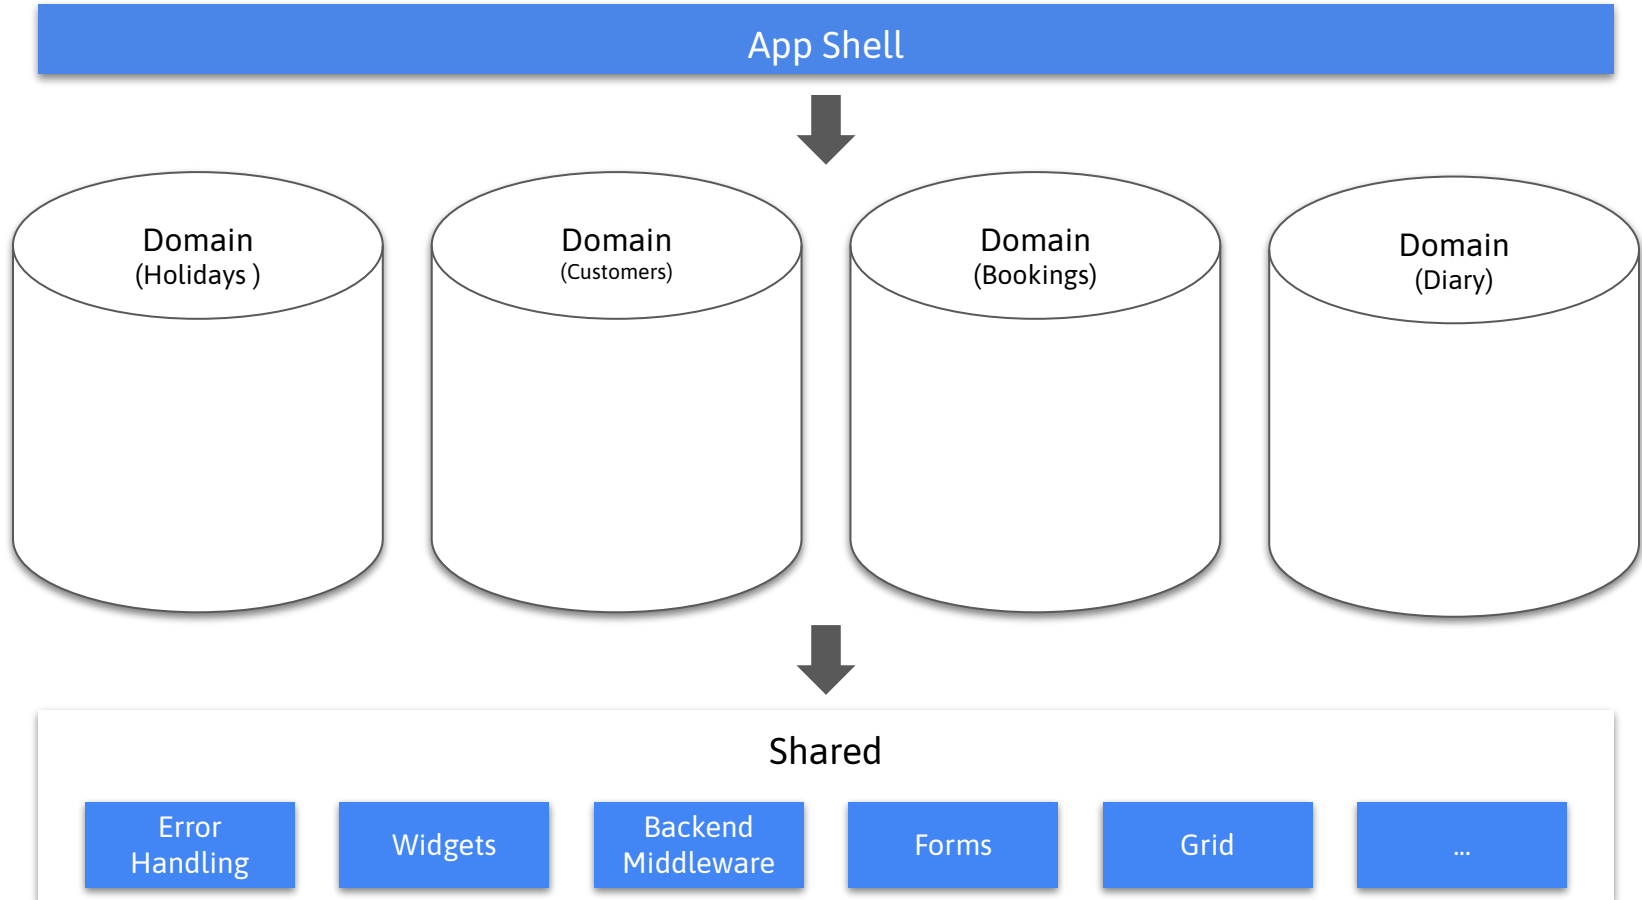 App Shell
Domain
(Holidays )
Domain
(Customers)
Domain
(Bookings)
Domain
(Diary)
Shared
Error
Handling
Widgets
Backend
Middleware
Forms
Grid
...